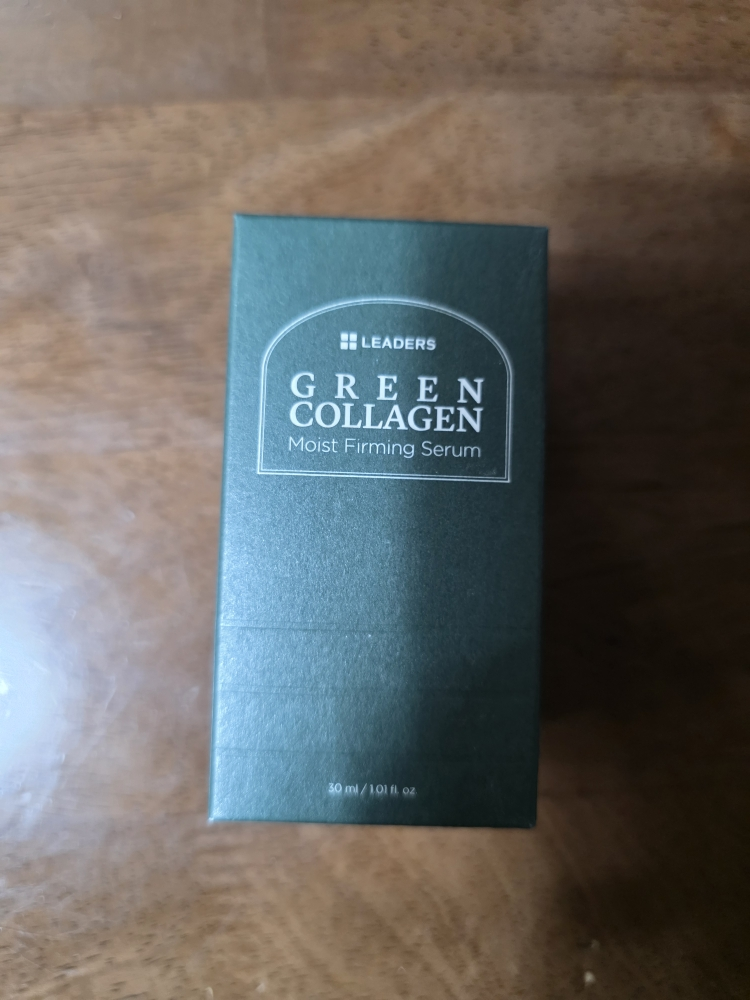 LEADERS
GREEN
COLLAGEN
Moist Firming Serum
30 ml / 1.01 fl. oz.